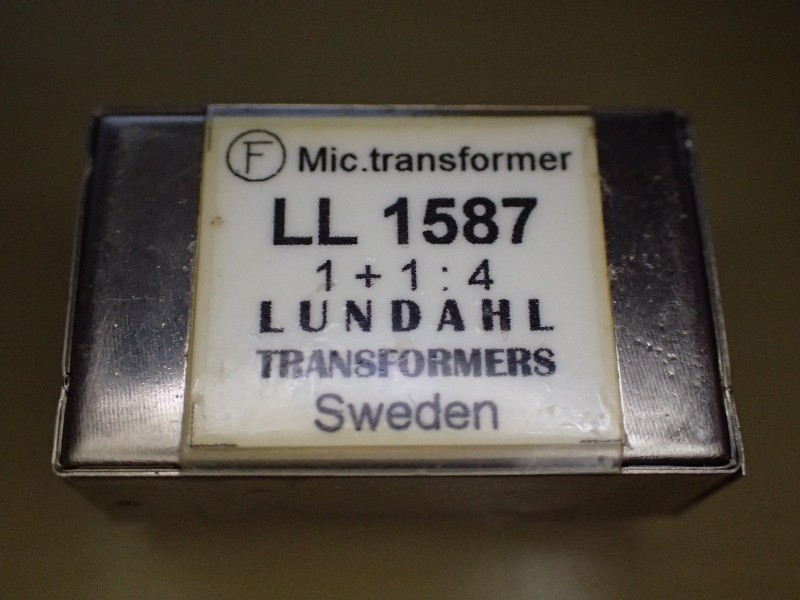 Ⓕ Mic.transformer
LL 1587
1 + 1 : 4
LUNDAHL
TRANSFORMERS
Sweden